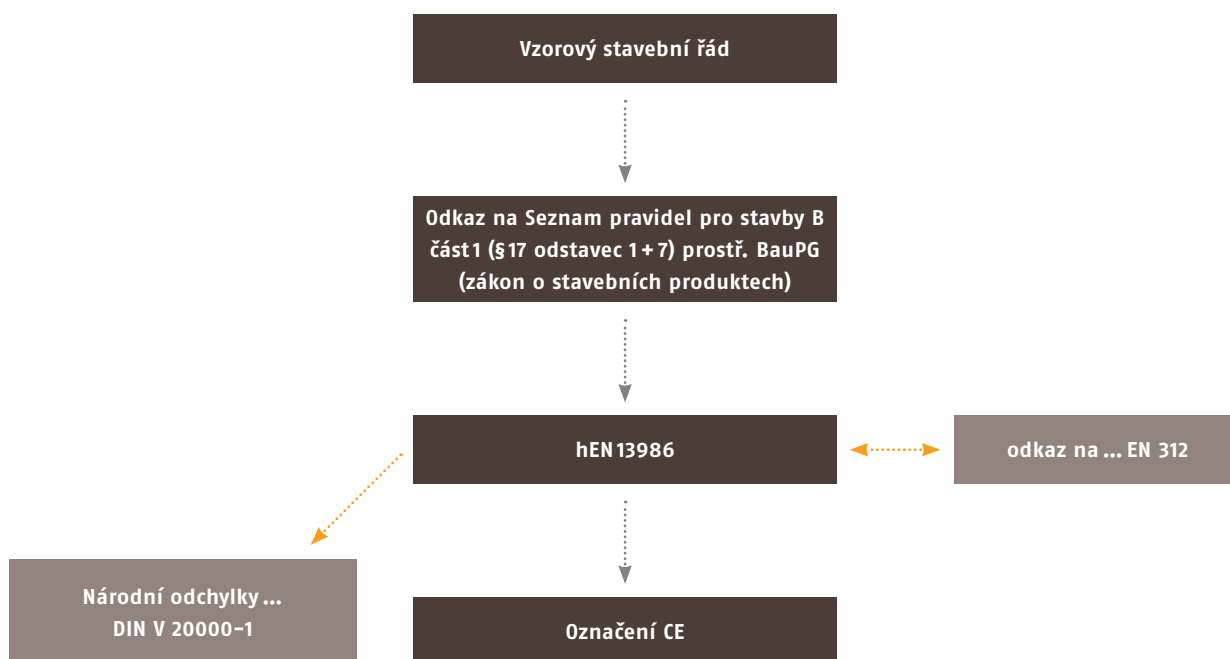 Vzorový stavební řád
Odkaz na Seznam pravidel pro stavby B
část 1 (§ 17 odstavec 1 + 7) prostř. BauPG
(zákon o stavebních produktech)
hEN 13986
odkaz na ... EN 312
Národní odchylky ...
DIN V 20000-1
Označení CE